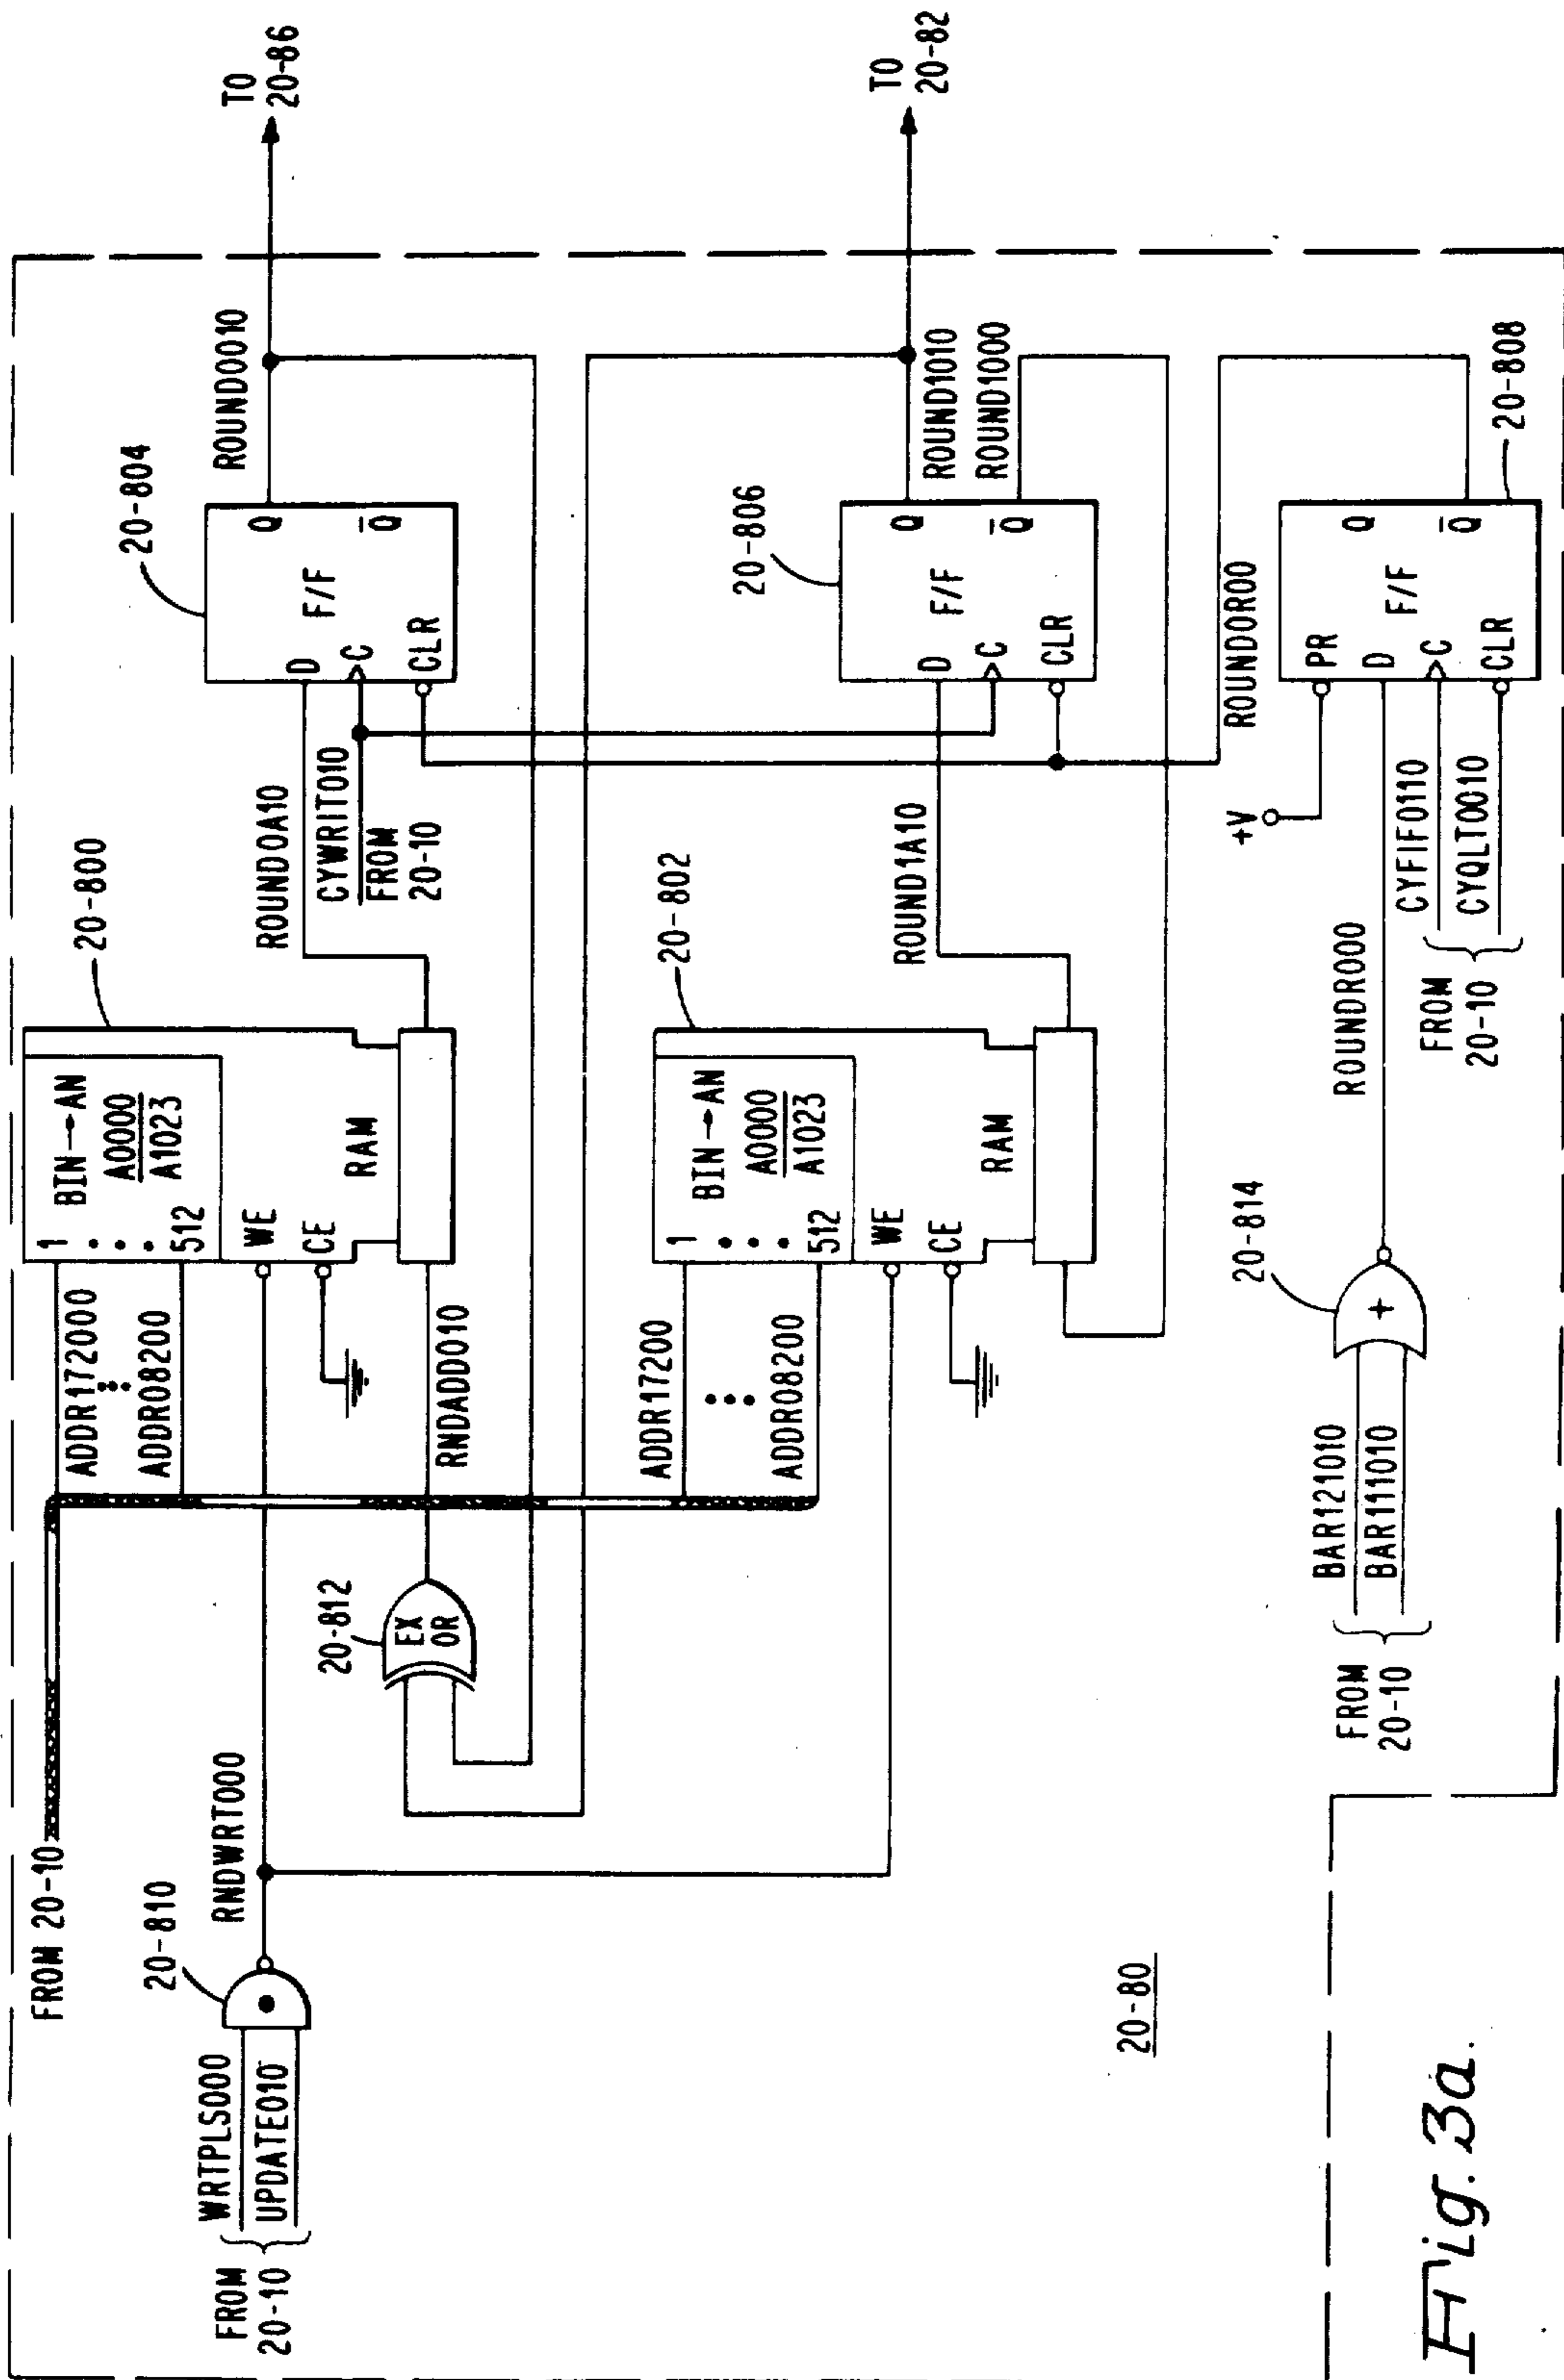 FROM 20-10
FROM
20-10
WRTPLS000
UPDATE010
20-810
RNDWRT000
20-812
EX
OR
RNDADD010
ADDR17200
ADDR08200
ADDR17200
ADDR08200
20-800
1
BIN→AN
A0000
A1023
512
WE
CE
RAM
20-802
1
BIN→AN
A0000
A1023
512
WE
CE
RAM
ROUND0A10
CYWRIT010
FROM
20-10
ROUND1A10
20-804
D
C
CLR
F/F
Q
Q̅
ROUND0010
TO
20-86
20-806
D
C
CLR
F/F
Q
Q̅
ROUND1010
ROUND1000
TO
20-82
FROM
20-10
BAR121010
BAR111010
20-814
+
ROUNDR000
+V
FROM
20-10
CYFIF0110
CYQLT0010
ROUND0R00
PR
D
C
CLR
F/F
Q
Q̅
20-808
20-80
Fig. 3a.